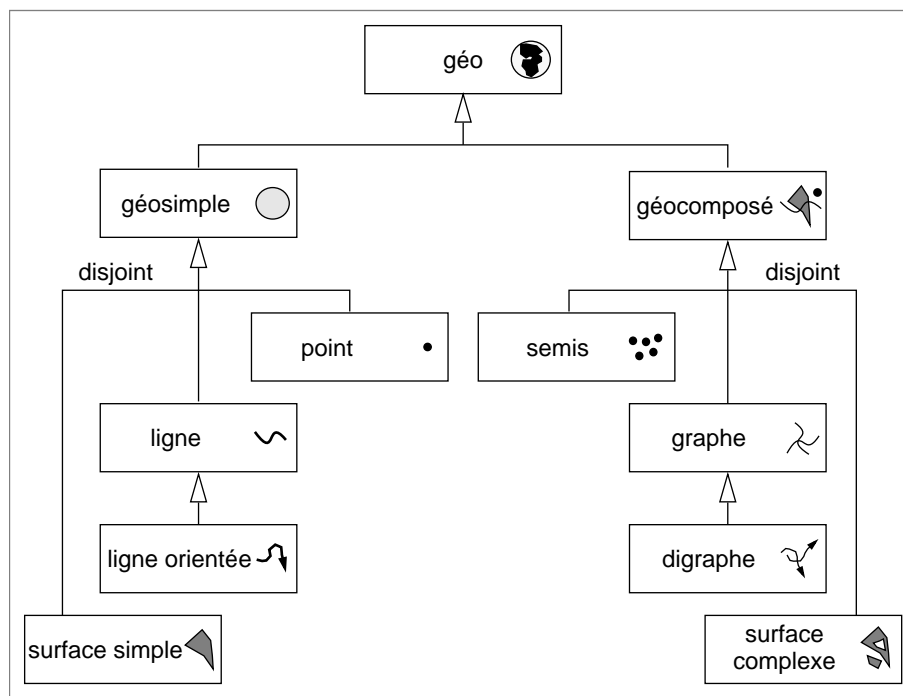 géo
géosimple
géocomposé
disjoint
disjoint
point
semis
ligne
graphe
ligne orientée
digraphe
surface simple
surface
complexe